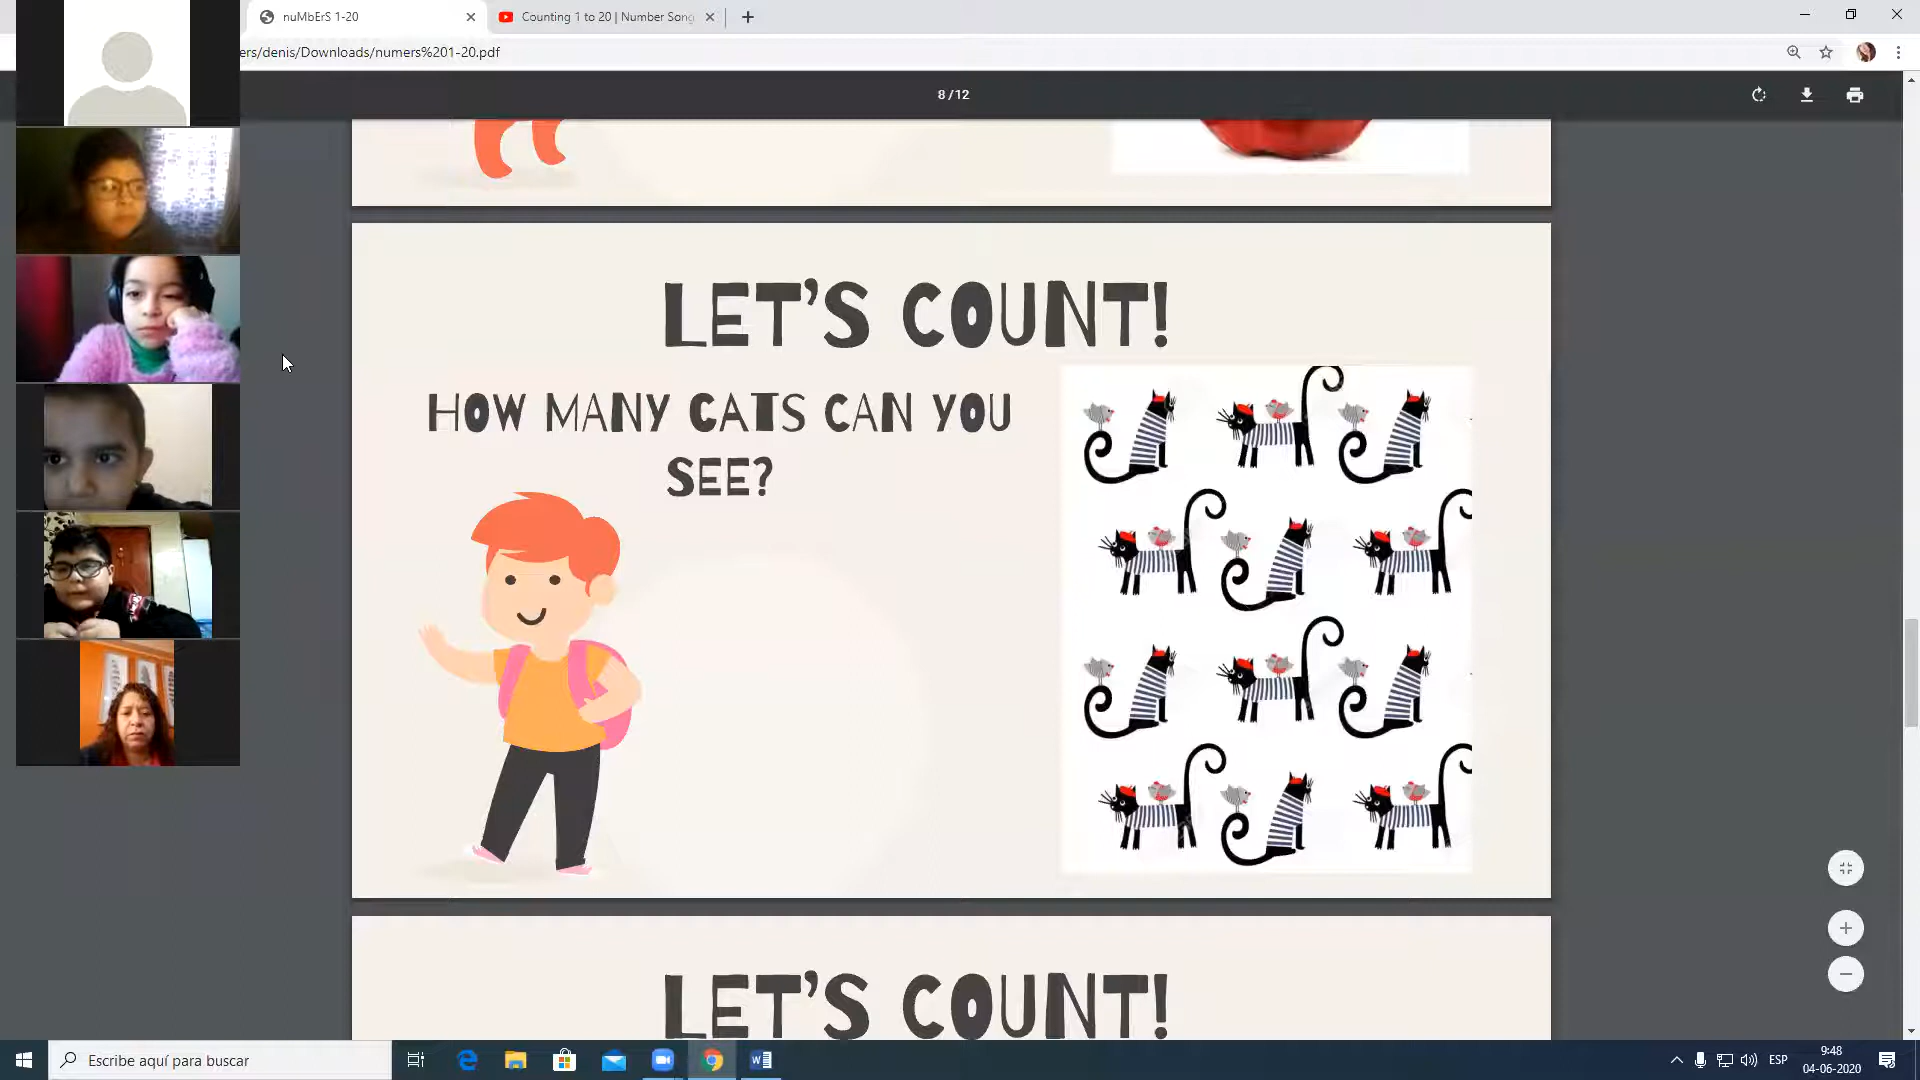 nuMbErS 1-20
Counting 1 to 20 | Number Song
ers/denis/Downloads/numers%201-20.pdf
8 / 12
LET'S COUNT!
HOW MANY CATS CAN YOU
SEE?
LET'S COUNT!
Escribe aquí para buscar
ESP
9:48
04-06-2020